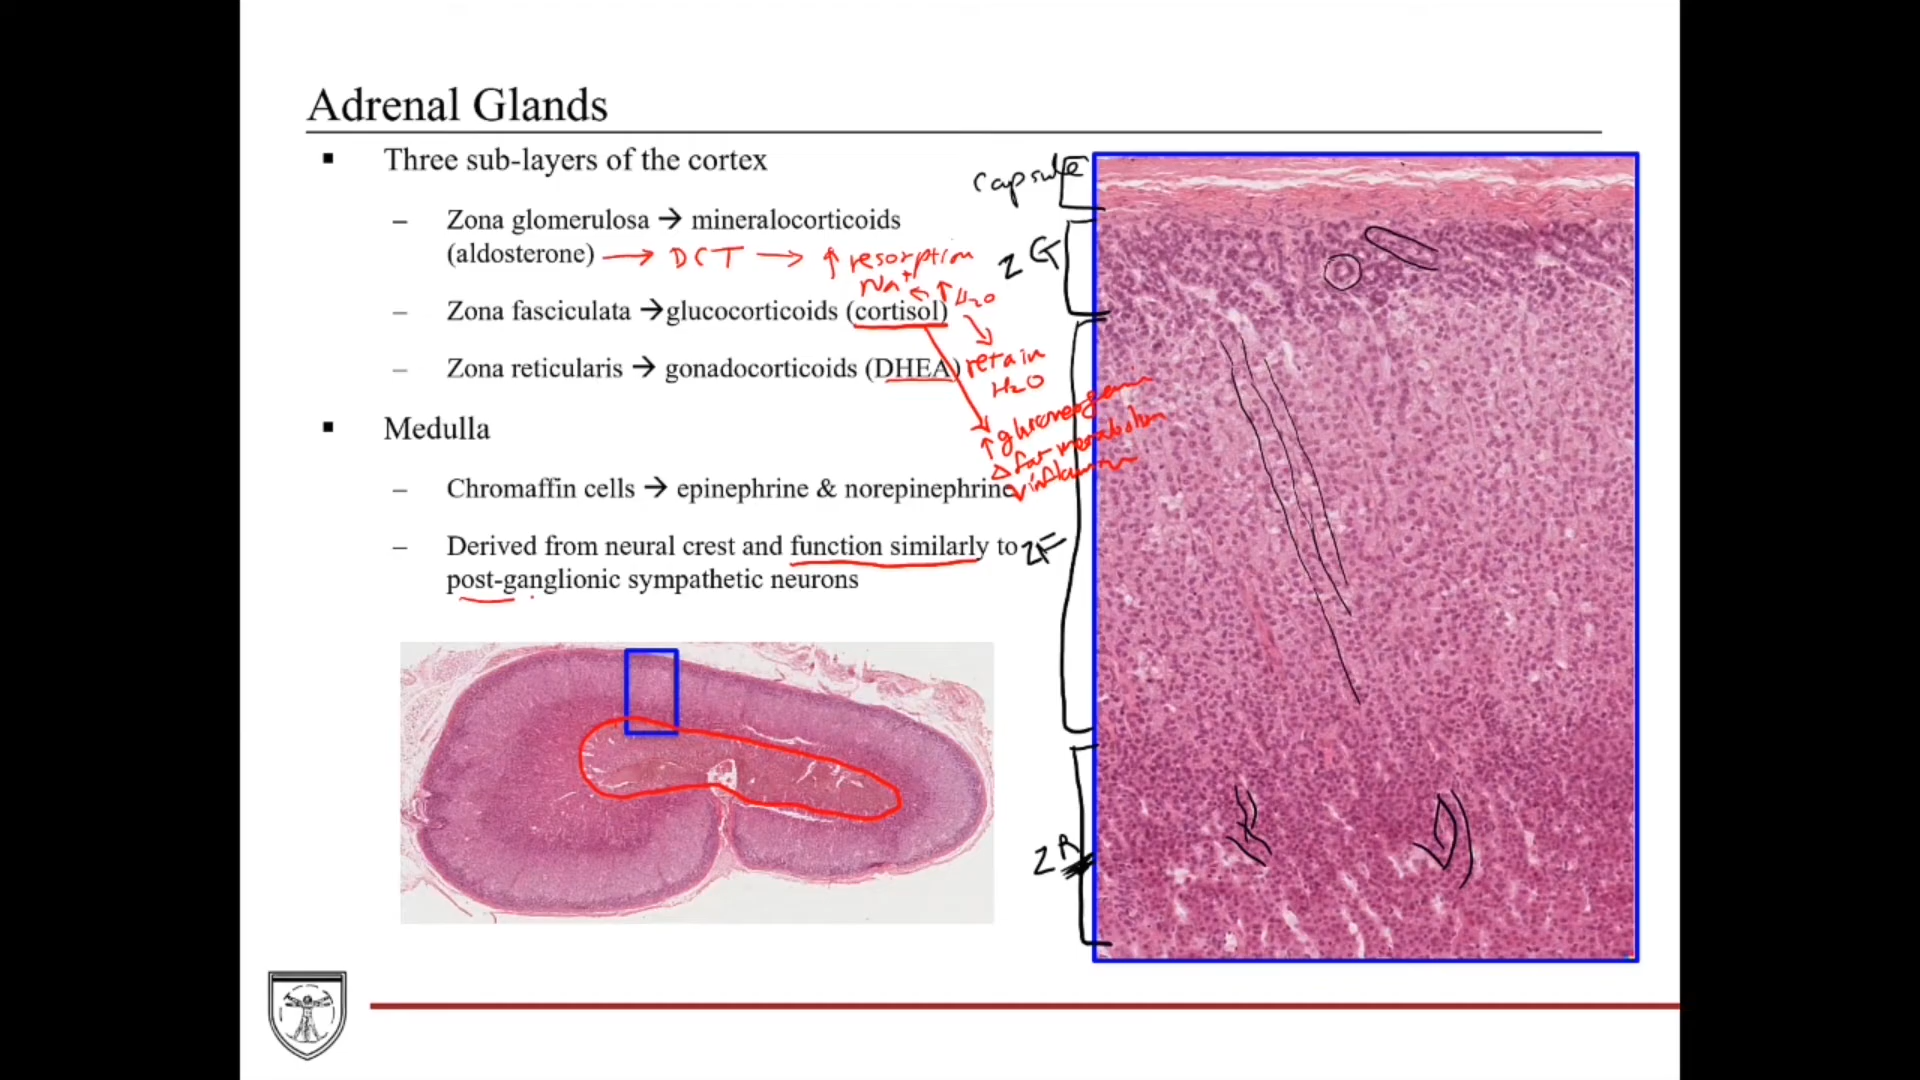 Adrenal Glands
▪ Three sub-layers of the cortex
– Zona glomerulosa → mineralocorticoids
(aldosterone) → DCT → ↑ resorption
Na⁺ ← ↑ H₂O
– Zona fasciculata → glucocorticoids (cortisol)
retain
H₂O
– Zona reticularis → gonadocorticoids (DHEA)
↑
Δ fat metabolism
▪ Medulla
– Chromaffin cells → epinephrine & norepinephrine
– Derived from neural crest and function similarly to
post-ganglionic sympathetic neurons
capsule
ZG
ZF
ZR